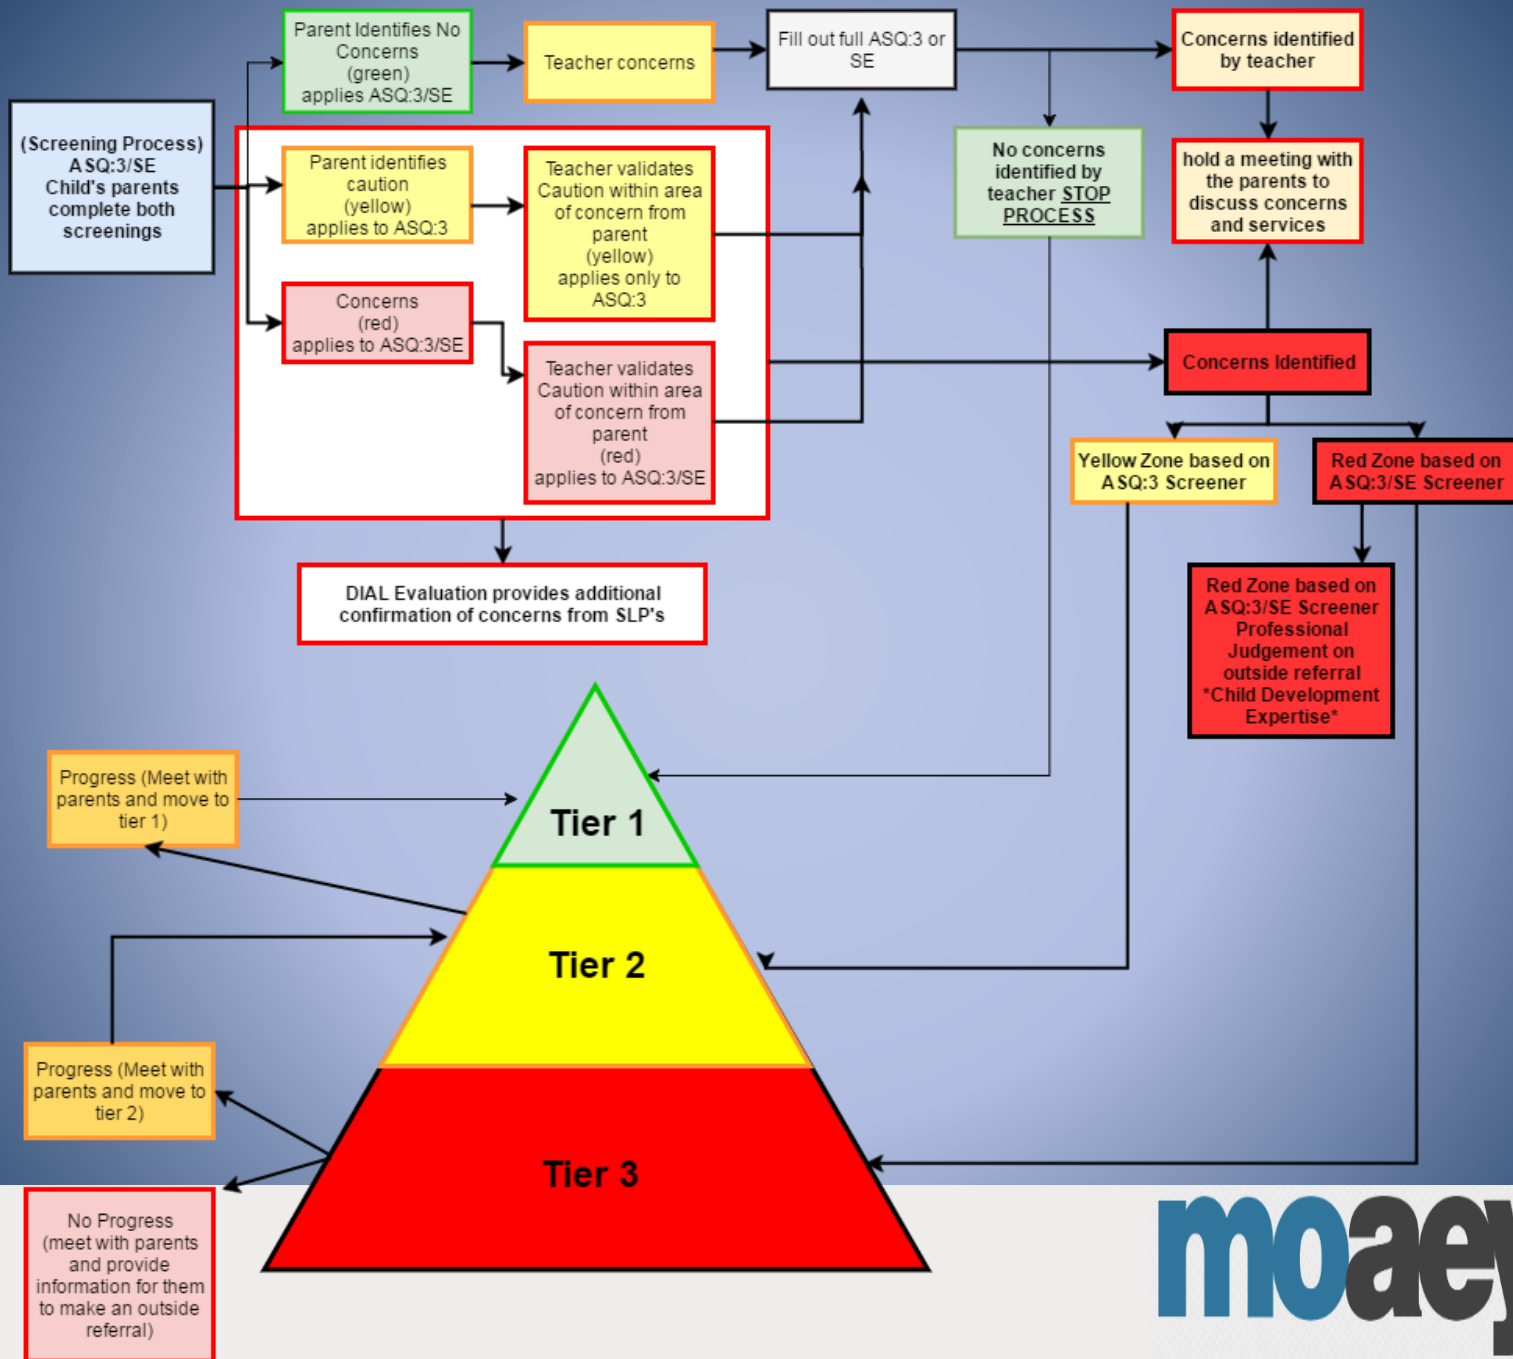 Parent Identifies No
Concerns
(green)
applies ASQ:3/SE
Teacher concerns
Fill out full ASQ:3 or
SE
Concerns identified
by teacher
(Screening Process)
ASQ:3/SE
Child's parents
complete both
screenings
Parent identifies
caution
(yellow)
applies to ASQ:3
Teacher validates
Caution within area
of concern from
parent
(yellow)
applies only to
ASQ:3
No concerns
identified by
teacher STOP
PROCESS
hold a meeting with
the parents to
discuss concerns
and services
Concerns
(red)
applies to ASQ:3/SE
Teacher validates
Caution within area
of concern from
parent
(red)
applies to ASQ:3/SE
Concerns Identified
Yellow Zone based on
ASQ:3 Screener
Red Zone based on
ASQ:3/SE Screener
DIAL Evaluation provides additional
confirmation of concerns from SLP's
Red Zone based on
ASQ:3/SE Screener
Professional
Judgement on
outside referral
*Child Development
Expertise*
Progress (Meet with
parents and move to
tier 1)
Tier 1
Tier 2
Progress (Meet with
parents and move to
tier 2)
Tier 3
No Progress
(meet with parents
and provide
information for them
to make an outside
referral)
moaey